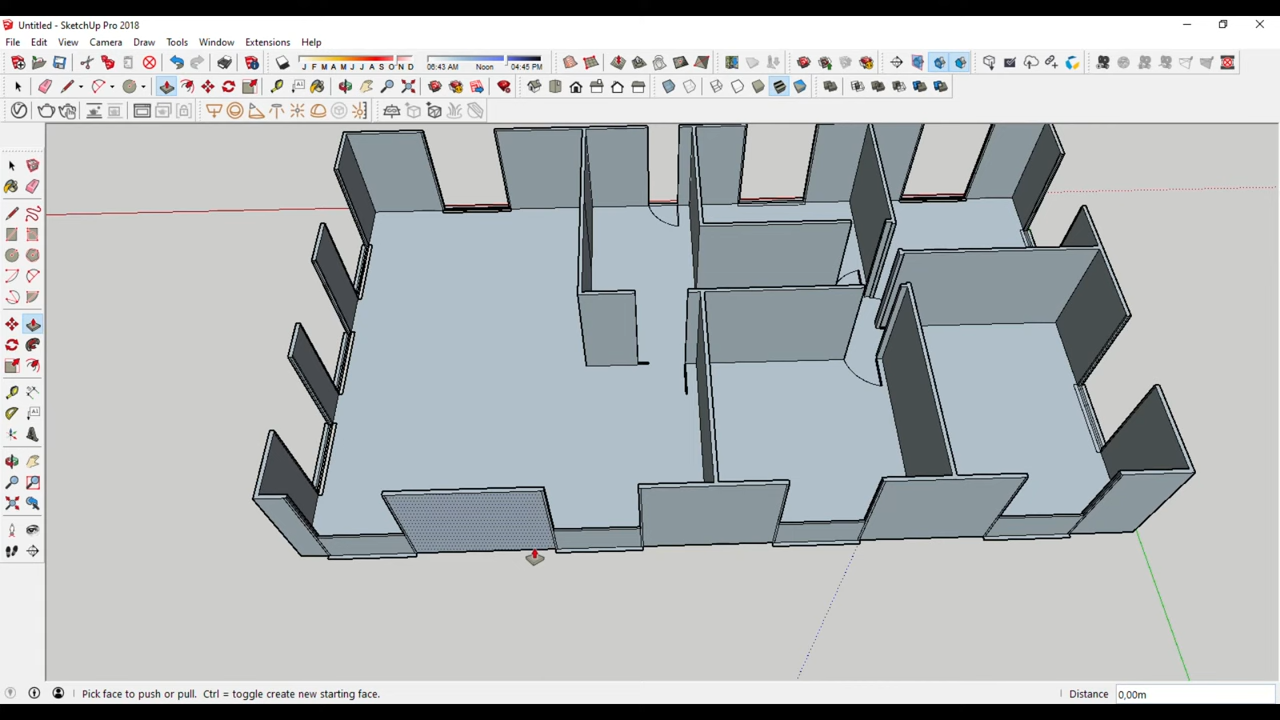 Untitled - SketchUp Pro 2018
File Edit View Camera Draw Tools Window Extensions Help
J F M A M J J A S O N D 06:43 AM Noon 04:45 PM
Pick face to push or pull. Ctrl = toggle create new starting face. Distance 0,00m